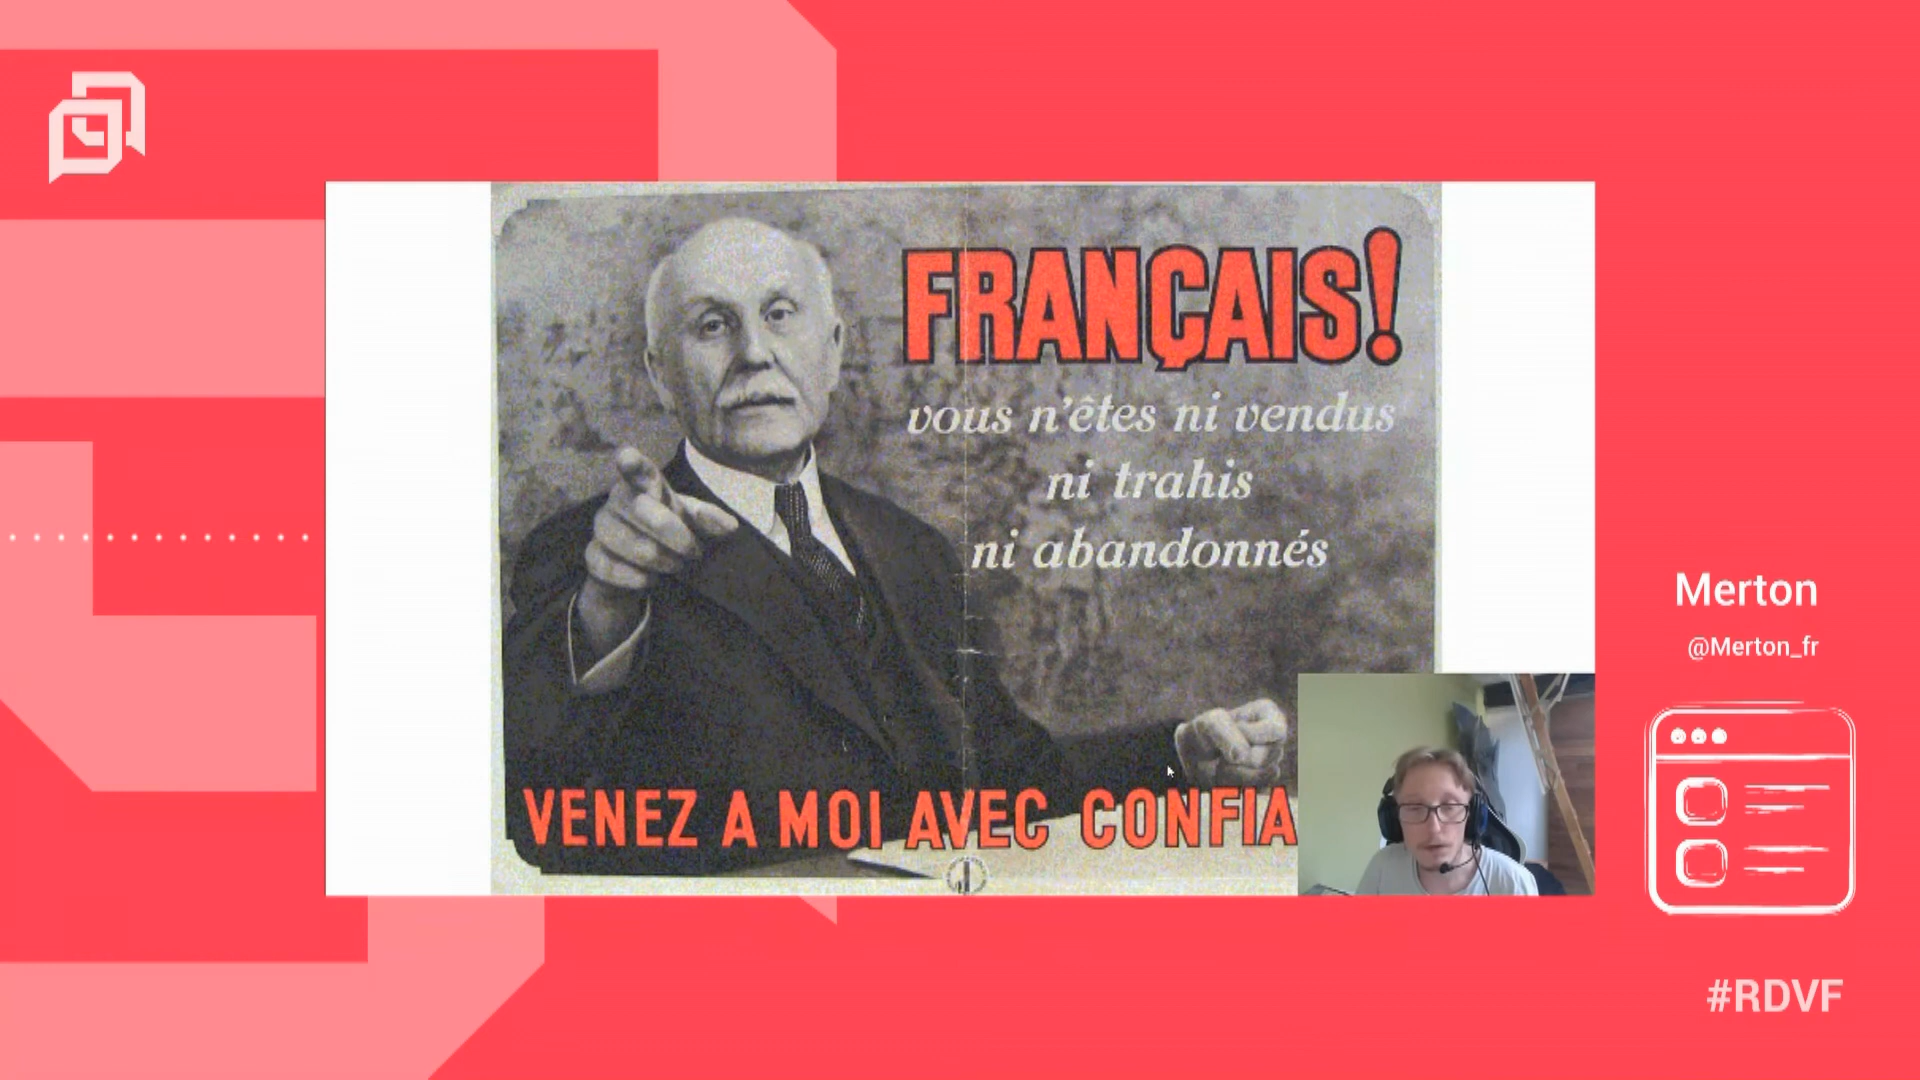 FRANÇAIS!
vous n'êtes ni vendus
ni trahis
ni abandonnés
VENEZ A MOI AVEC CONFIA
Merton
@Merton_fr
#RDVF